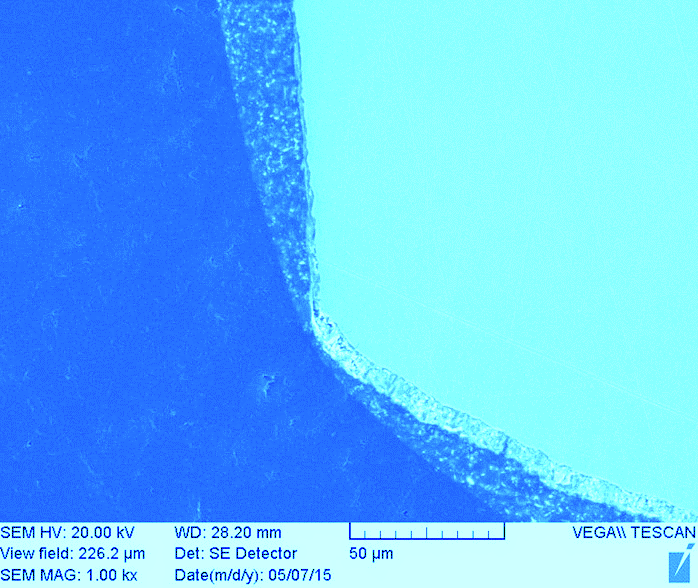 SEM HV: 20.00 kV WD: 28.20 mm VEGA\\ TESCAN
View field: 226.2 µm Det: SE Detector 50 µm
SEM MAG: 1.00 kx Date(m/d/y): 05/07/15